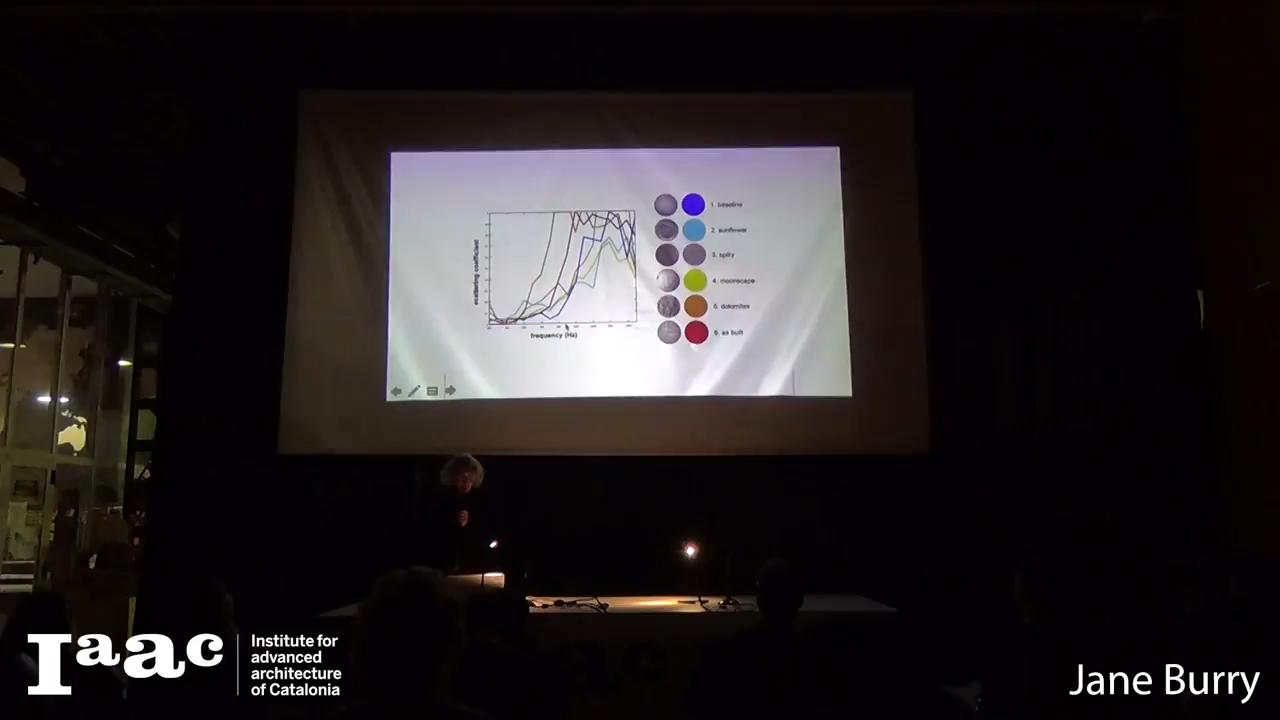 1. baseline
2. sunflower
3. spiky
4. moonscape
5. dolomites
6. as built
scattering coefficient
frequency (Hz)
Iaac
Institute for
advanced
architecture
of Catalonia
Jane Burry